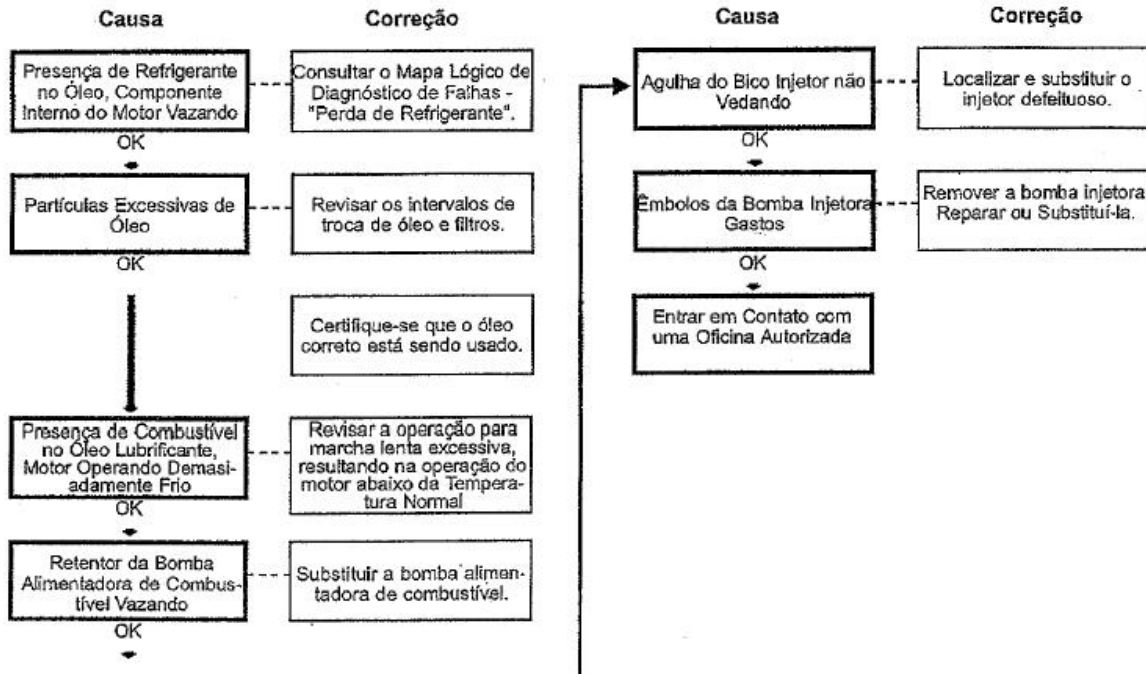 Causa
Correção
Presença de Refrigerante
no Óleo, Componente
Interno do Motor Vazando
Consultar o Mapa Lógico de
Diagnóstico de Falhas -
"Perda de Refrigerante".
OK
Partículas Excessivas de
Óleo
Revisar os intervalos de
troca de óleo e filtros.
OK
Certifique-se que o óleo
correto está sendo usado.
Presença de Combustível
no Óleo Lubrificante,
Motor Operando Demasi-
adamente Frio
Revisar a operação para
marcha lenta excessiva,
resultando na operação do
motor abaixo da Tempera-
tura Normal
OK
Retentor da Bomba
Alimentadora de Combus-
tível Vazando
Substituir a bomba alimen-
tadora de combustível.
OK
Causa
Correção
Agulha do Bico Injetor não
Vedando
Localizar e substituir o
injetor defeituoso.
OK
Êmbolos da Bomba Injetora
Gastos
Remover a bomba injetora
Reparar ou Substituí-la.
OK
Entrar em Contato com
uma Oficina Autorizada